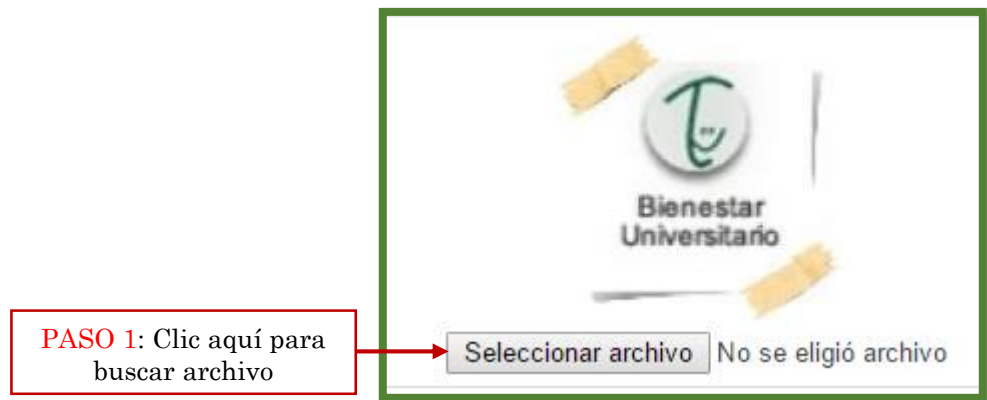 Bienestar
Universitario
PASO 1: Clic aquí para
buscar archivo
Seleccionar archivo No se eligió archivo